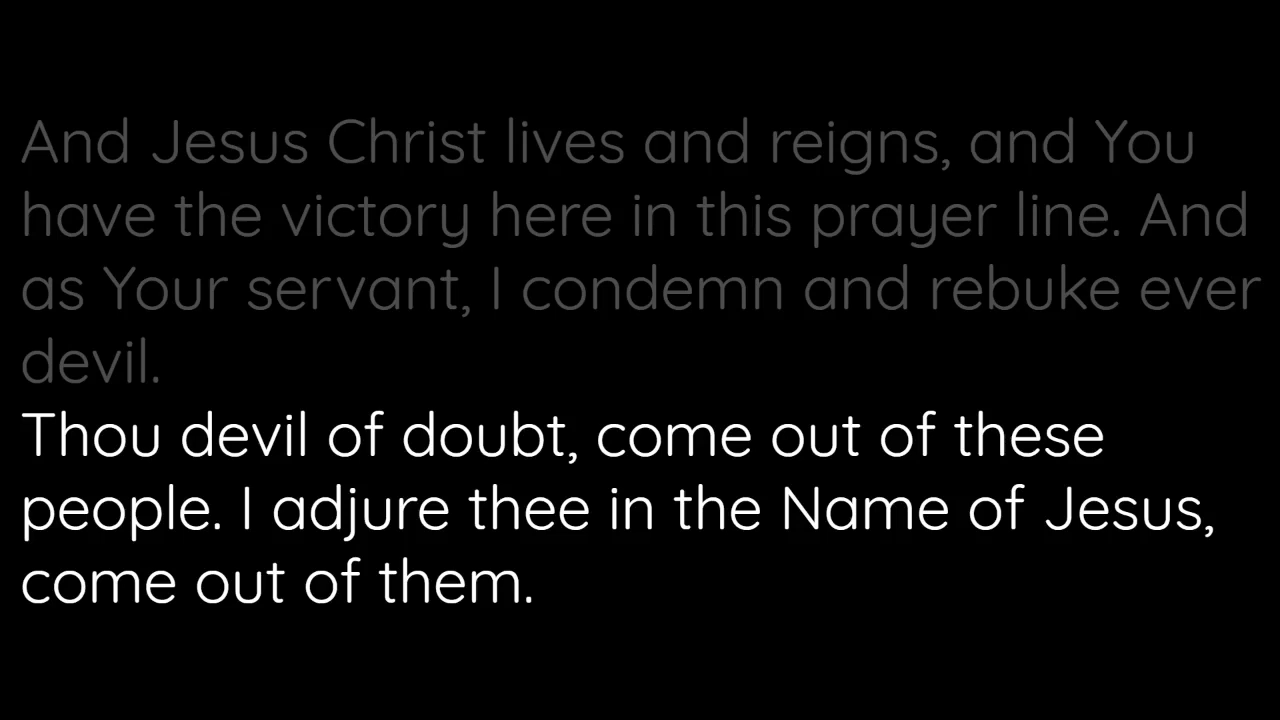 And Jesus Christ lives and reigns, and You
have the victory here in this prayer line. And
as Your servant, I condemn and rebuke ever
devil.
Thou devil of doubt, come out of these
people. I adjure thee in the Name of Jesus,
come out of them.